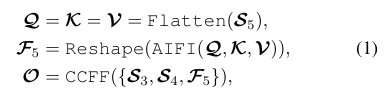 𝓠 = 𝓚 = 𝓥 = Flatten(𝓢₅),
𝓕₅ = Reshape(AIFI(𝓠, 𝓚, 𝓥)), (1)
𝓞 = CCFF({𝓢₃, 𝓢₄, 𝓕₅}),